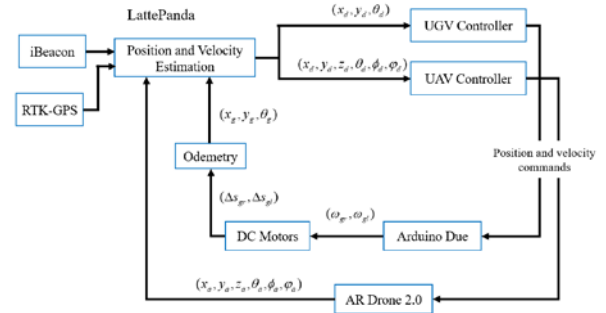 LattePanda
(x_d, y_d, θ_d)
UGV Controller
iBeacon
Position and Velocity
Estimation
(x_d, y_d, z_d, θ_d, ϕ_d, φ_d)
UAV Controller
RTK-GPS
(x_g, y_g, θ_g)
Odemetry
Position and velocity
commands
(Δs_gr, Δs_gl)
(ω_gr, ω_gl)
DC Motors
Arduino Due
(x_a, y_a, z_a, θ_a, ϕ_a, φ_a)
AR Drone 2.0